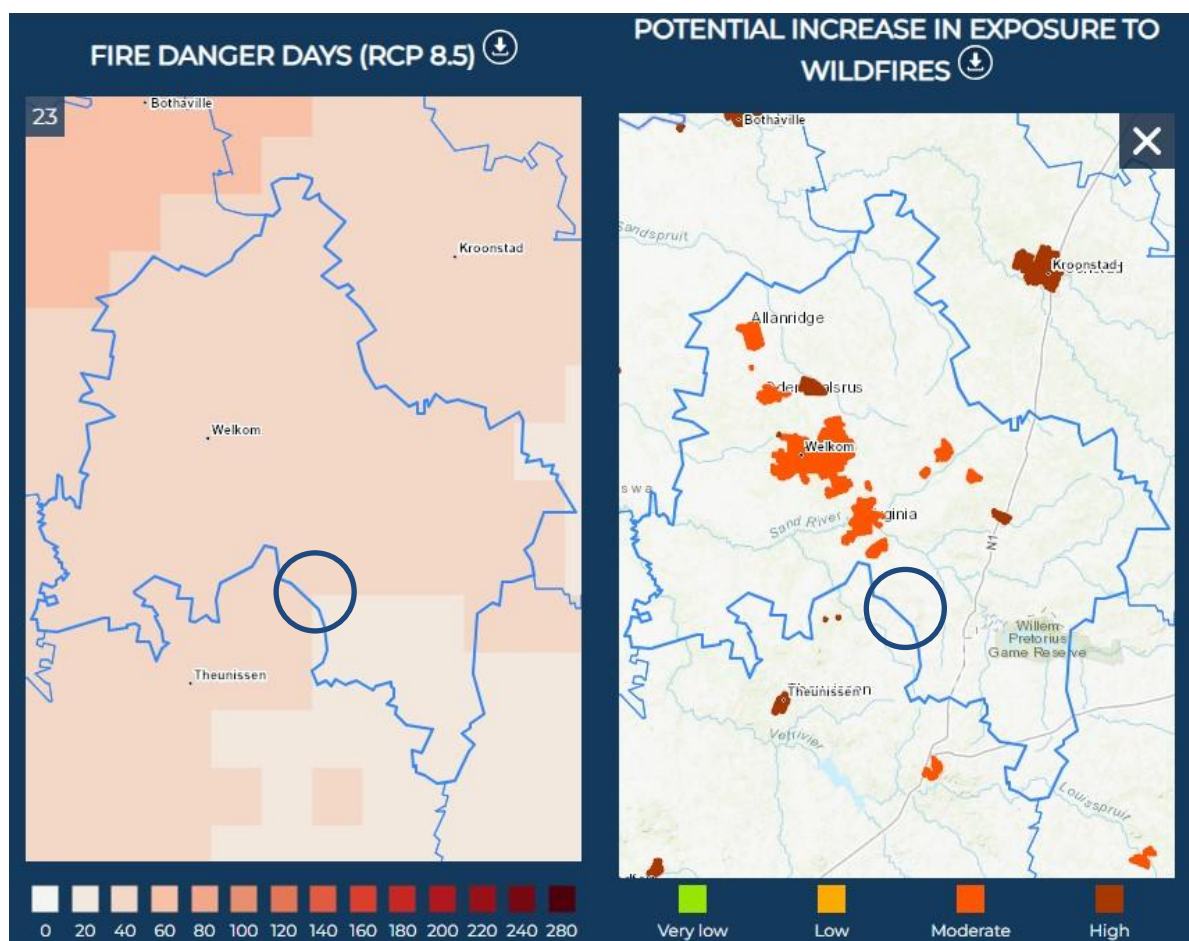 FIRE DANGER DAYS (RCP 8.5)
23
Bothaville
Kroonstad
Welkom
Theunissen
0 20 40 60 80 100 120 140 160 180 200 220 240 280
POTENTIAL INCREASE IN EXPOSURE TO
WILDFIRES
Bothaville
Sandspruit
Kroonstad
Allanridge
Welkom
Sand River
ginia
N1
Willem
Pretorius
Game Reserve
Theunissen
Vetrivier
Louisspruit
Very low Low Moderate High